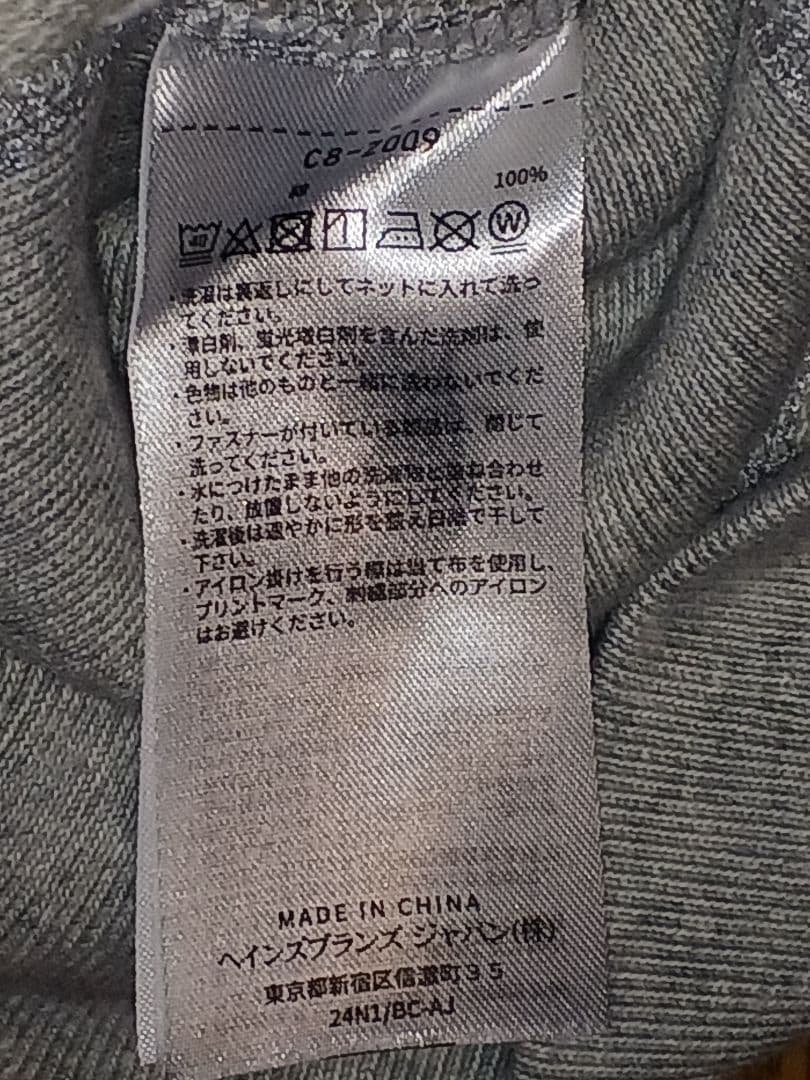 C8-Z009
綿 100%
40
W
・洗濯は裏返しにしてネットに入れて洗っ
てください。
・漂白剤、蛍光増白剤を含んだ洗剤は、使
用しないでください。
・色物は他のものと一緒に洗わないでくだ
さい。
・ファスナーが付いている製品は、閉じて
洗ってください。
・水につけたまま他の洗濯物と重ね合わせ
たり、放置しないようにしてください。
・洗濯後は速やかに形を整え日陰で干して
下さい。
・アイロン掛けを行う際は当て布を使用し、
プリントマーク、刺繍部分へのアイロン
はお避けください。
MADE IN CHINA
ヘインズブランズ ジャパン(株)
東京都新宿区信濃町35
24N1/BC-AJ